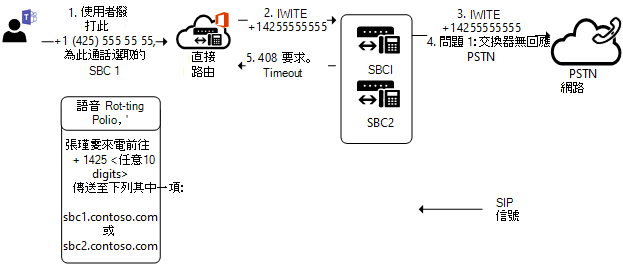 1. 使用者撥
打此
+1 (425) 555 55 55,
為此通話選取的
SBC 1
直接
路由
2. IWITE
+14255555555
5. 408 要求。
Timeout
SBCI
SBC2
3. IWITE
+14255555555
4. 問題 1: 交換器無回應
PSTN
PSTN
網路
語音 Rot-ting
Polio, '
張瑾雯來電前往
+ 1425 <任意10
digits>
傳送至下列其中一項:
sbc1.contoso.com
或
sbc2.contoso.com
SIP
信號